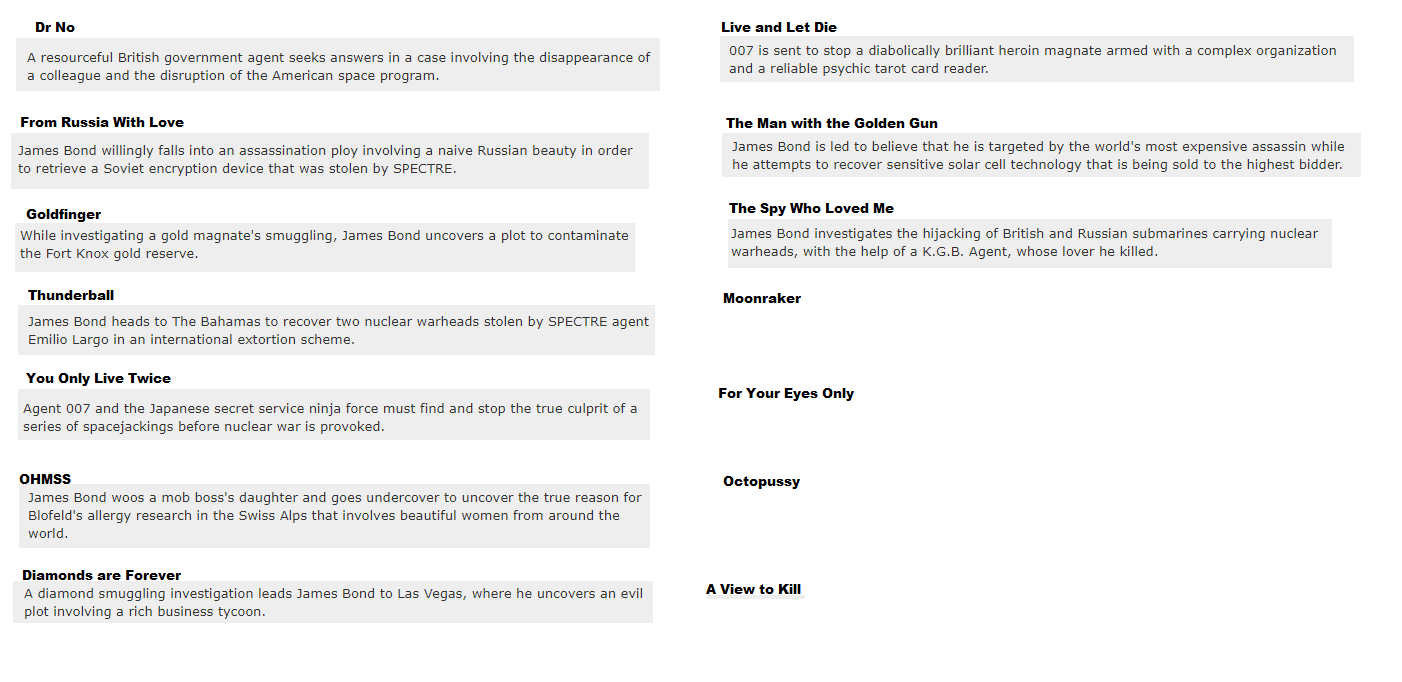 Dr No
A resourceful British government agent seeks answers in a case involving the disappearance of
a colleague and the disruption of the American space program.
From Russia With Love
James Bond willingly falls into an assassination ploy involving a naive Russian beauty in order
to retrieve a Soviet encryption device that was stolen by SPECTRE.
Goldfinger
While investigating a gold magnate's smuggling, James Bond uncovers a plot to contaminate
the Fort Knox gold reserve.
Thunderball
James Bond heads to The Bahamas to recover two nuclear warheads stolen by SPECTRE agent
Emilio Largo in an international extortion scheme.
You Only Live Twice
Agent 007 and the Japanese secret service ninja force must find and stop the true culprit of a
series of spacejackings before nuclear war is provoked.
OHMSS
James Bond woos a mob boss's daughter and goes undercover to uncover the true reason for
Blofeld's allergy research in the Swiss Alps that involves beautiful women from around the
world.
Diamonds are Forever
A diamond smuggling investigation leads James Bond to Las Vegas, where he uncovers an evil
plot involving a rich business tycoon.
Live and Let Die
007 is sent to stop a diabolically brilliant heroin magnate armed with a complex organization
and a reliable psychic tarot card reader.
The Man with the Golden Gun
James Bond is led to believe that he is targeted by the world's most expensive assassin while
he attempts to recover sensitive solar cell technology that is being sold to the highest bidder.
The Spy Who Loved Me
James Bond investigates the hijacking of British and Russian submarines carrying nuclear
warheads, with the help of a K.G.B. Agent, whose lover he killed.
Moonraker
For Your Eyes Only
Octopussy
A View to Kill